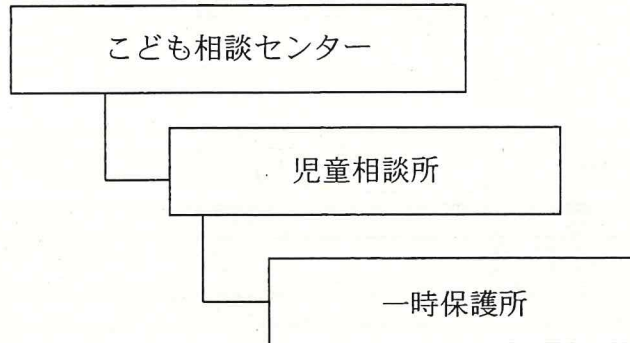 こども相談センター
児童相談所
一時保護所